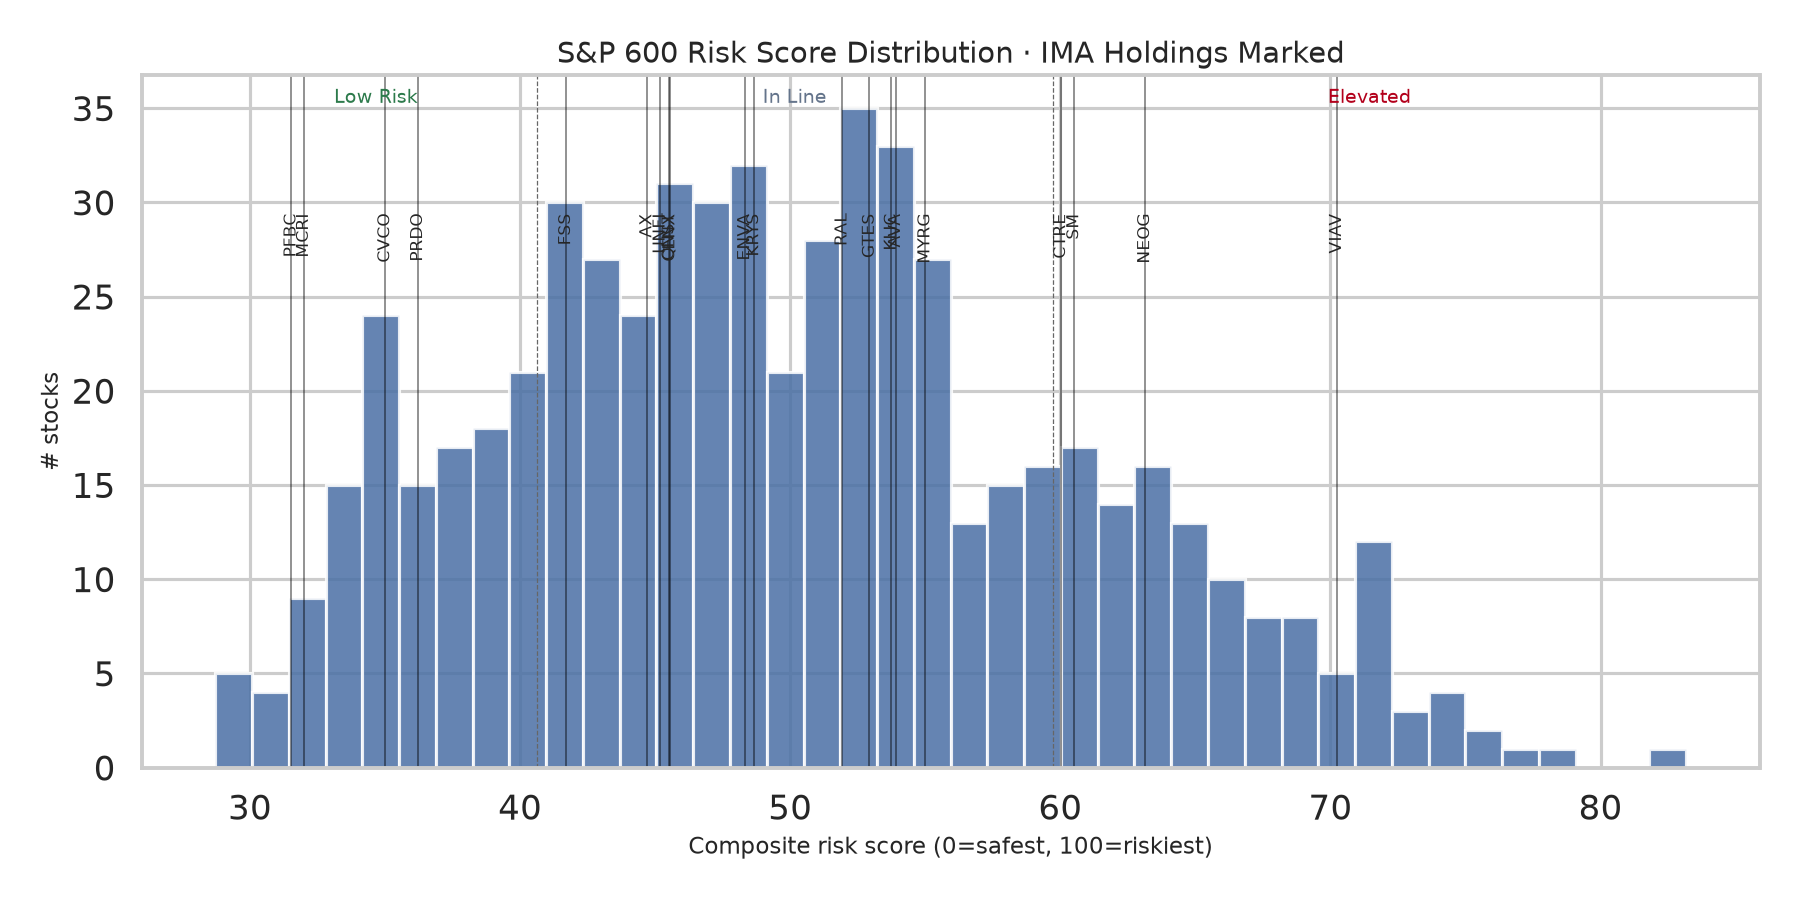 S&P 600 Risk Score Distribution · IMA Holdings Marked
Low Risk
In Line
Elevated
35
30
25
20
15
10
5
0
# stocks
PFBC
MCRI
CVCO
PRDO
FSS
AX
ENVA
KRYS
RAL
GTES
AVA
MYRG
CTRE
SM
NEOG
VIAV
30
40
50
60
70
80
Composite risk score (0=safest, 100=riskiest)